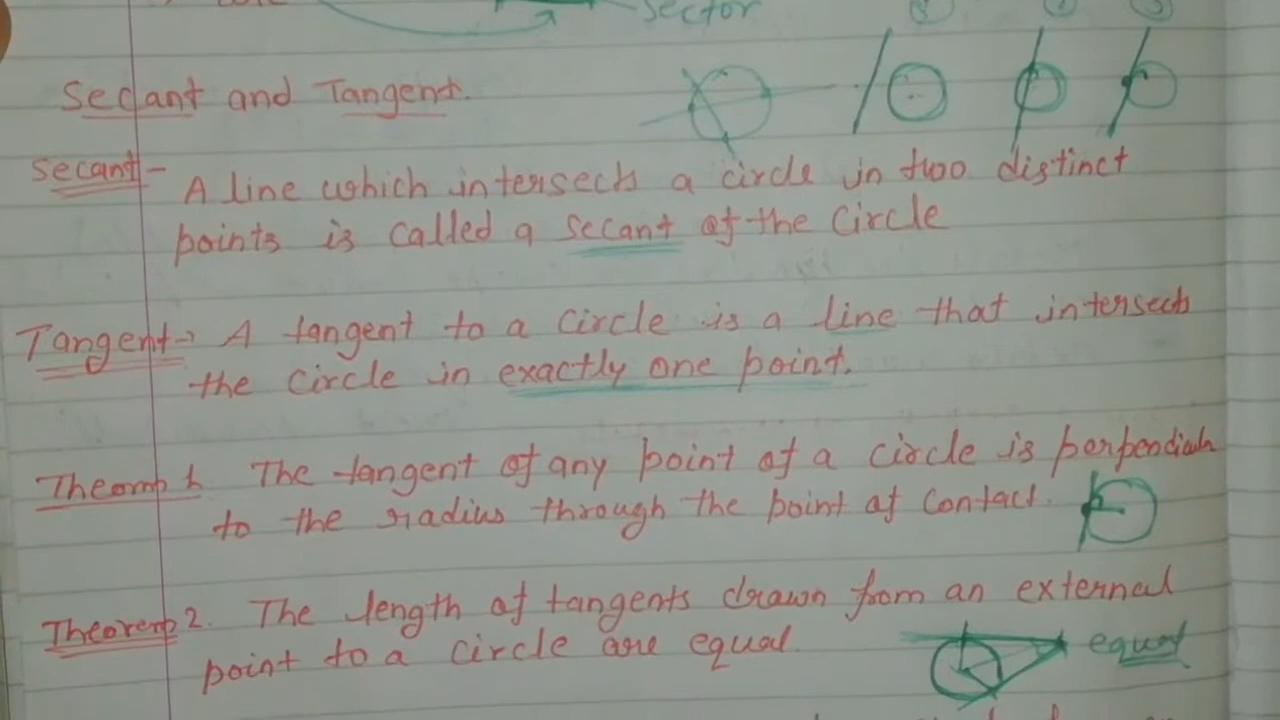 sector
Secant and Tangent.
Secant - A line which intersects a circle in two distinct
points is called a secant of the Circle
Tangent → A tangent to a circle is a line that intersects
the circle in exactly one point.
The tangent of any point of a circle is
to the radius through the point of Contact.
Theorem 2. The length of tangents drawn from an external
point to a circle are equal.
equal